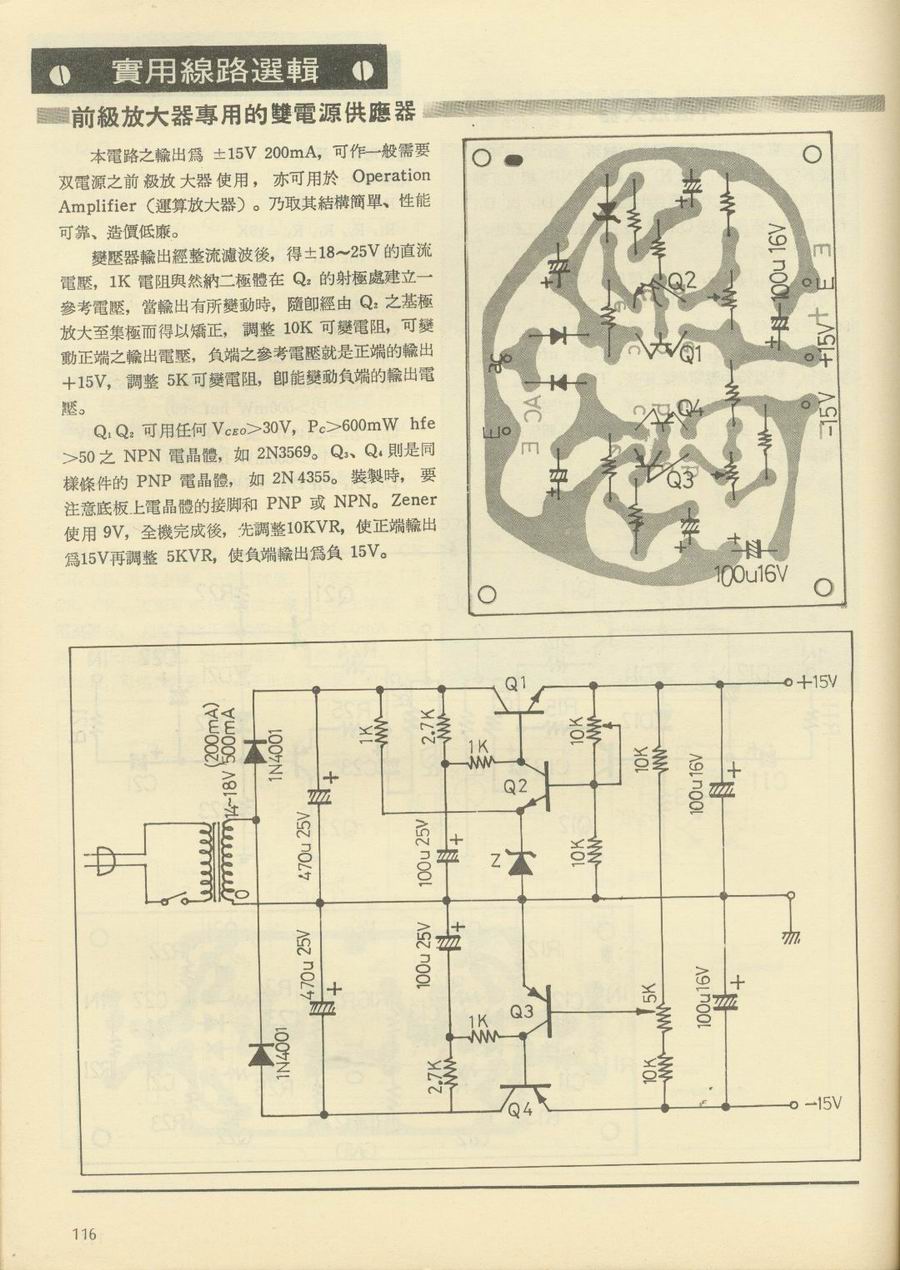 實用線路選輯
前級放大器專用的雙電源供應器
本電路之輸出爲 ±15V 200mA，可作一般需要
双電源之前級放大器使用，亦可用於 Operation
Amplifier（運算放大器）。乃取其結構簡單、性能
可靠、造價低廉。
變壓器輸出經整流濾波後，得±18～25V 的直流
電壓，1K 電阻與然納二極體在 Q₂ 的射極處建立一
參考電壓，當輸出有所變動時，隨卽經由 Q₂ 之基極
放大至集極而得以矯正，調整 10K 可變電阻，可變
動正端之輸出電壓，負端之參考電壓就是正端的輸出
+15V，調整 5K可變電阻，卽能變動負端的輸出電
壓。
Q₁ Q₂ 可用任何 VCEO>30V，Pc>600mW hfe
>50 之 NPN 電晶體，如 2N3569。Q₃、Q₄ 則是同
樣條件的 PNP 電晶體，如 2N4355。裝製時，要
注意底板上電晶體的接脚和 PNP 或 NPN。Zener
使用 9V，全機完成後，先調整10KVR，使正端輸出
爲15V再調整 5KVR，使負端輸出爲負 15V。
100u 16V
E
E
+
+15V
-15V
Q2
Q1
Q4
Q3
ac
AC
E
E
100u16V
Q1
+15V
(200mA)
14~18V 500mA
1N4001
1K
2.7K
1K
10K
10K
100u16V
Q2
470u 25V
100u 25V
Z
10K
0
470u 25V
100u 25V
Q3
5K
100u16V
1K
1N4001
2.7K
10K
Q4
-15V
116